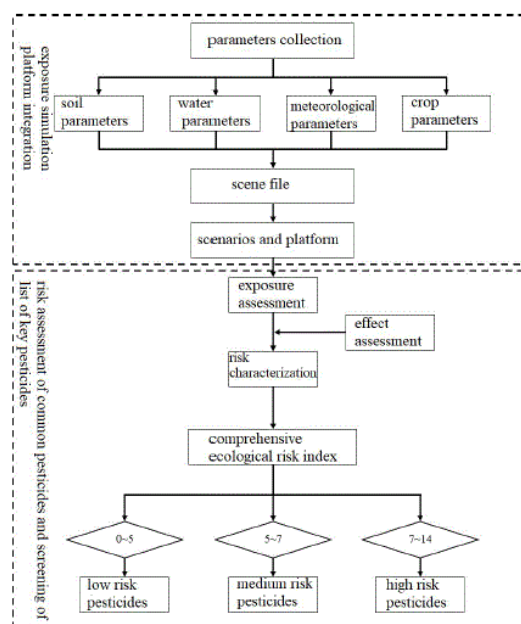 exposure simulation
platform integration
parameters collection
soil
parameters
water
parameters
meteorological
parameters
crop
parameters
scene file
scenarios and platform
risk assessment of common pesticides and screening of
list of key pesticides
exposure
assessment
effect
assessment
risk
characterization
comprehensive
ecological risk index
0~5
5~7
7~14
low risk
pesticides
medium risk
pesticides
high risk
pesticides